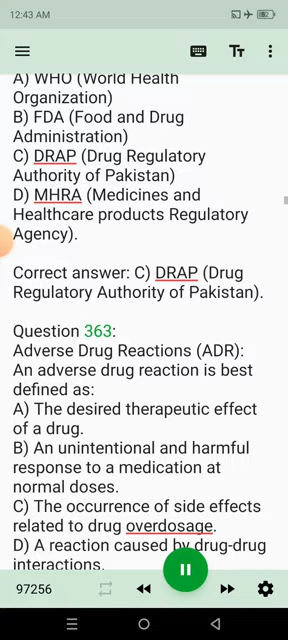 12:43 AM
A) WHO (World Health
Organization)
B) FDA (Food and Drug
Administration)
C) DRAP (Drug Regulatory
Authority of Pakistan)
D) MHRA (Medicines and
Healthcare products Regulatory
Agency).
Correct answer: C) DRAP (Drug
Regulatory Authority of Pakistan).
Question 363:
Adverse Drug Reactions (ADR):
An adverse drug reaction is best
defined as:
A) The desired therapeutic effect
of a drug.
B) An unintentional and harmful
response to a medication at
normal doses.
C) The occurrence of side effects
related to drug overdosage.
D) A reaction caused by drug-drug
interactions.
97256